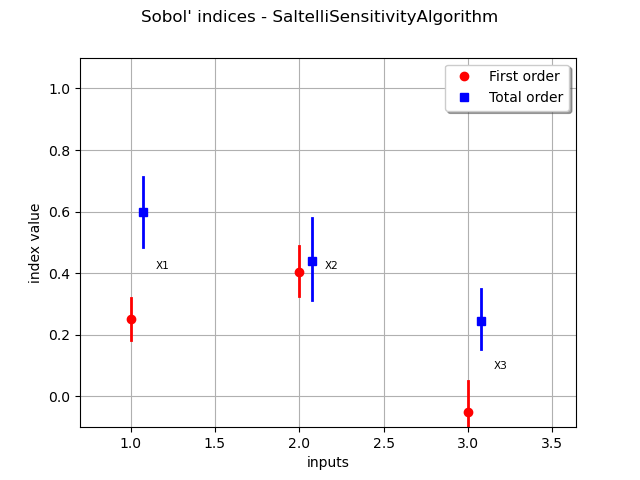 Sobol' indices - SaltelliSensitivityAlgorithm
First order
Total order
1.0
0.8
0.6
0.4
0.2
0.0
index value
X1
X2
X3
1.0 1.5 2.0 2.5 3.0 3.5
inputs